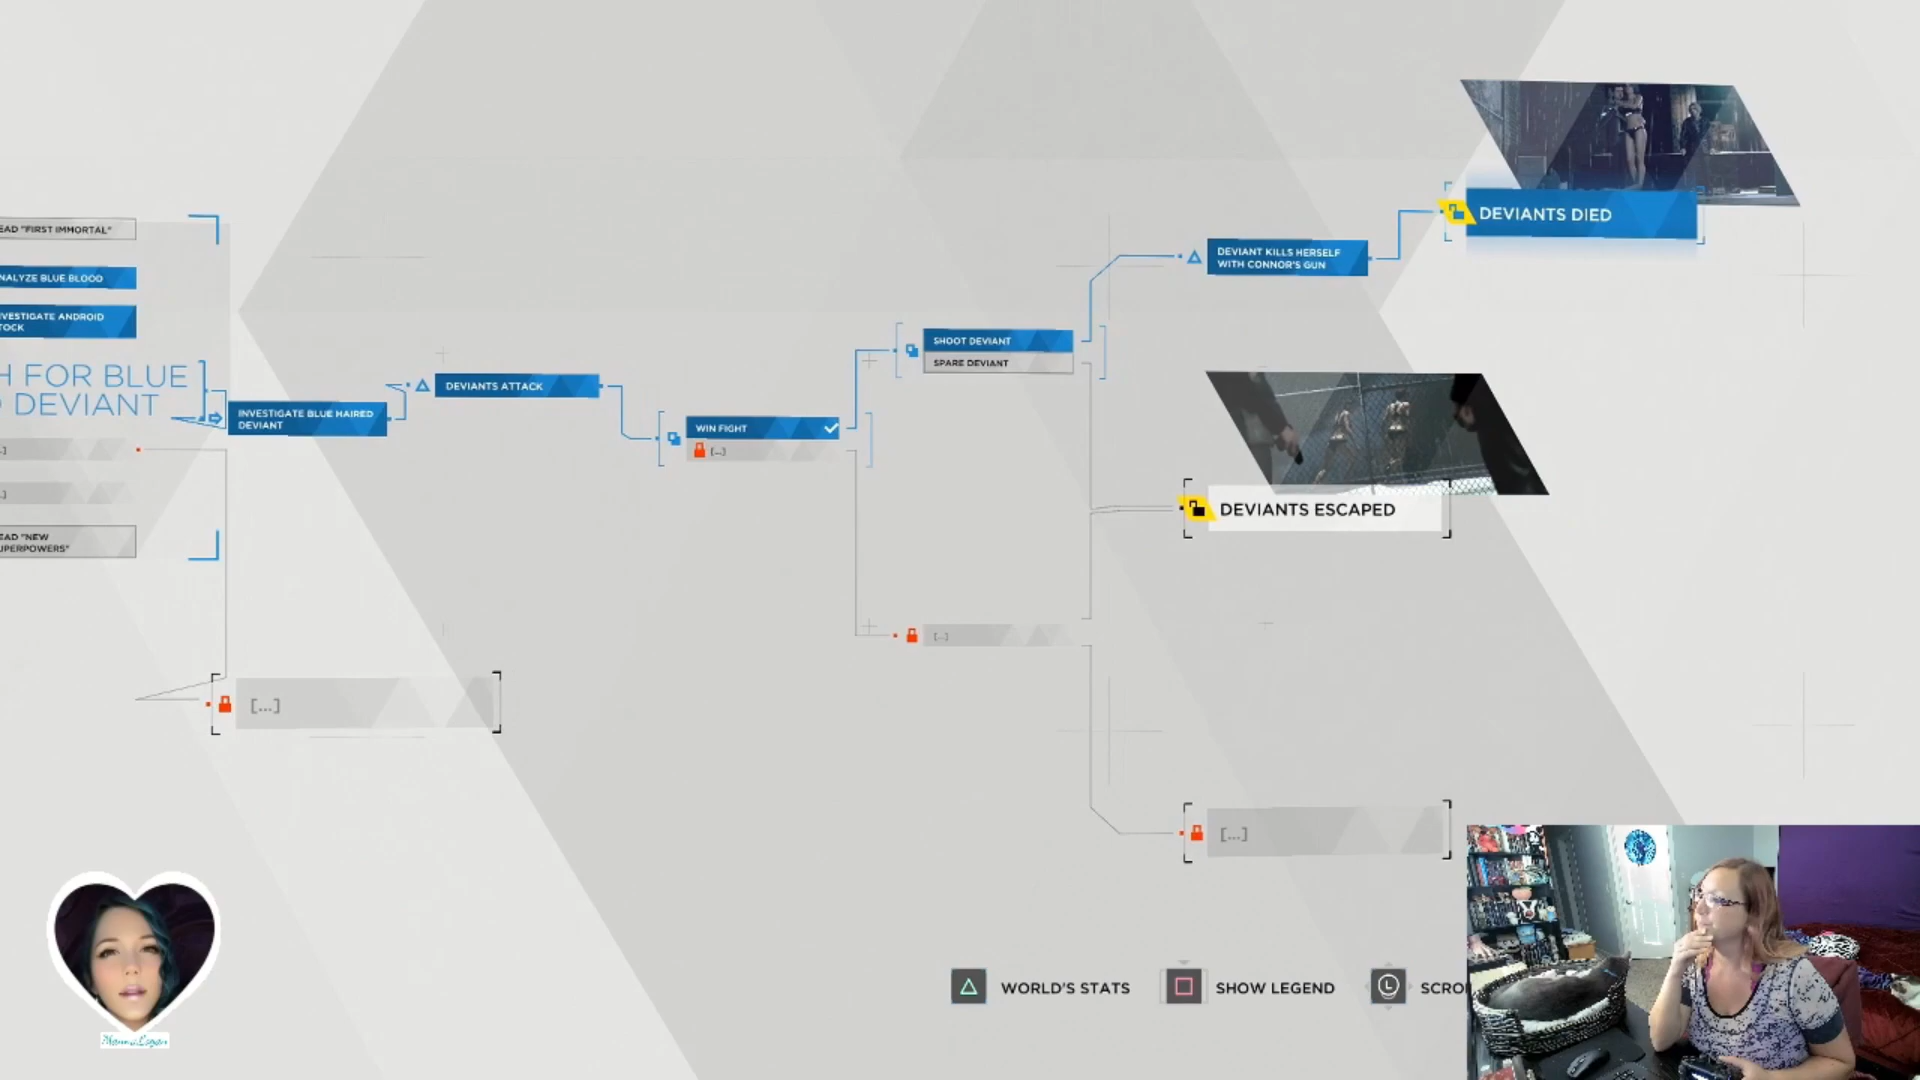 EAD "FIRST IMMORTAL"
NALYZE BLUE BLOOD
VESTIGATE ANDROID
TOCK
H FOR BLUE
DEVIANT
EAD "NEW
UPERPOWERS"
INVESTIGATE BLUE HAIRED
DEVIANT
DEVIANTS ATTACK
WIN FIGHT
[...]
SHOOT DEVIANT
SPARE DEVIANT
DEVIANT KILLS HERSELF
WITH CONNOR'S GUN
DEVIANTS DIED
DEVIANTS ESCAPED
[...]
[...]
[...]
WORLD'S STATS
SHOW LEGEND
L
SCRO